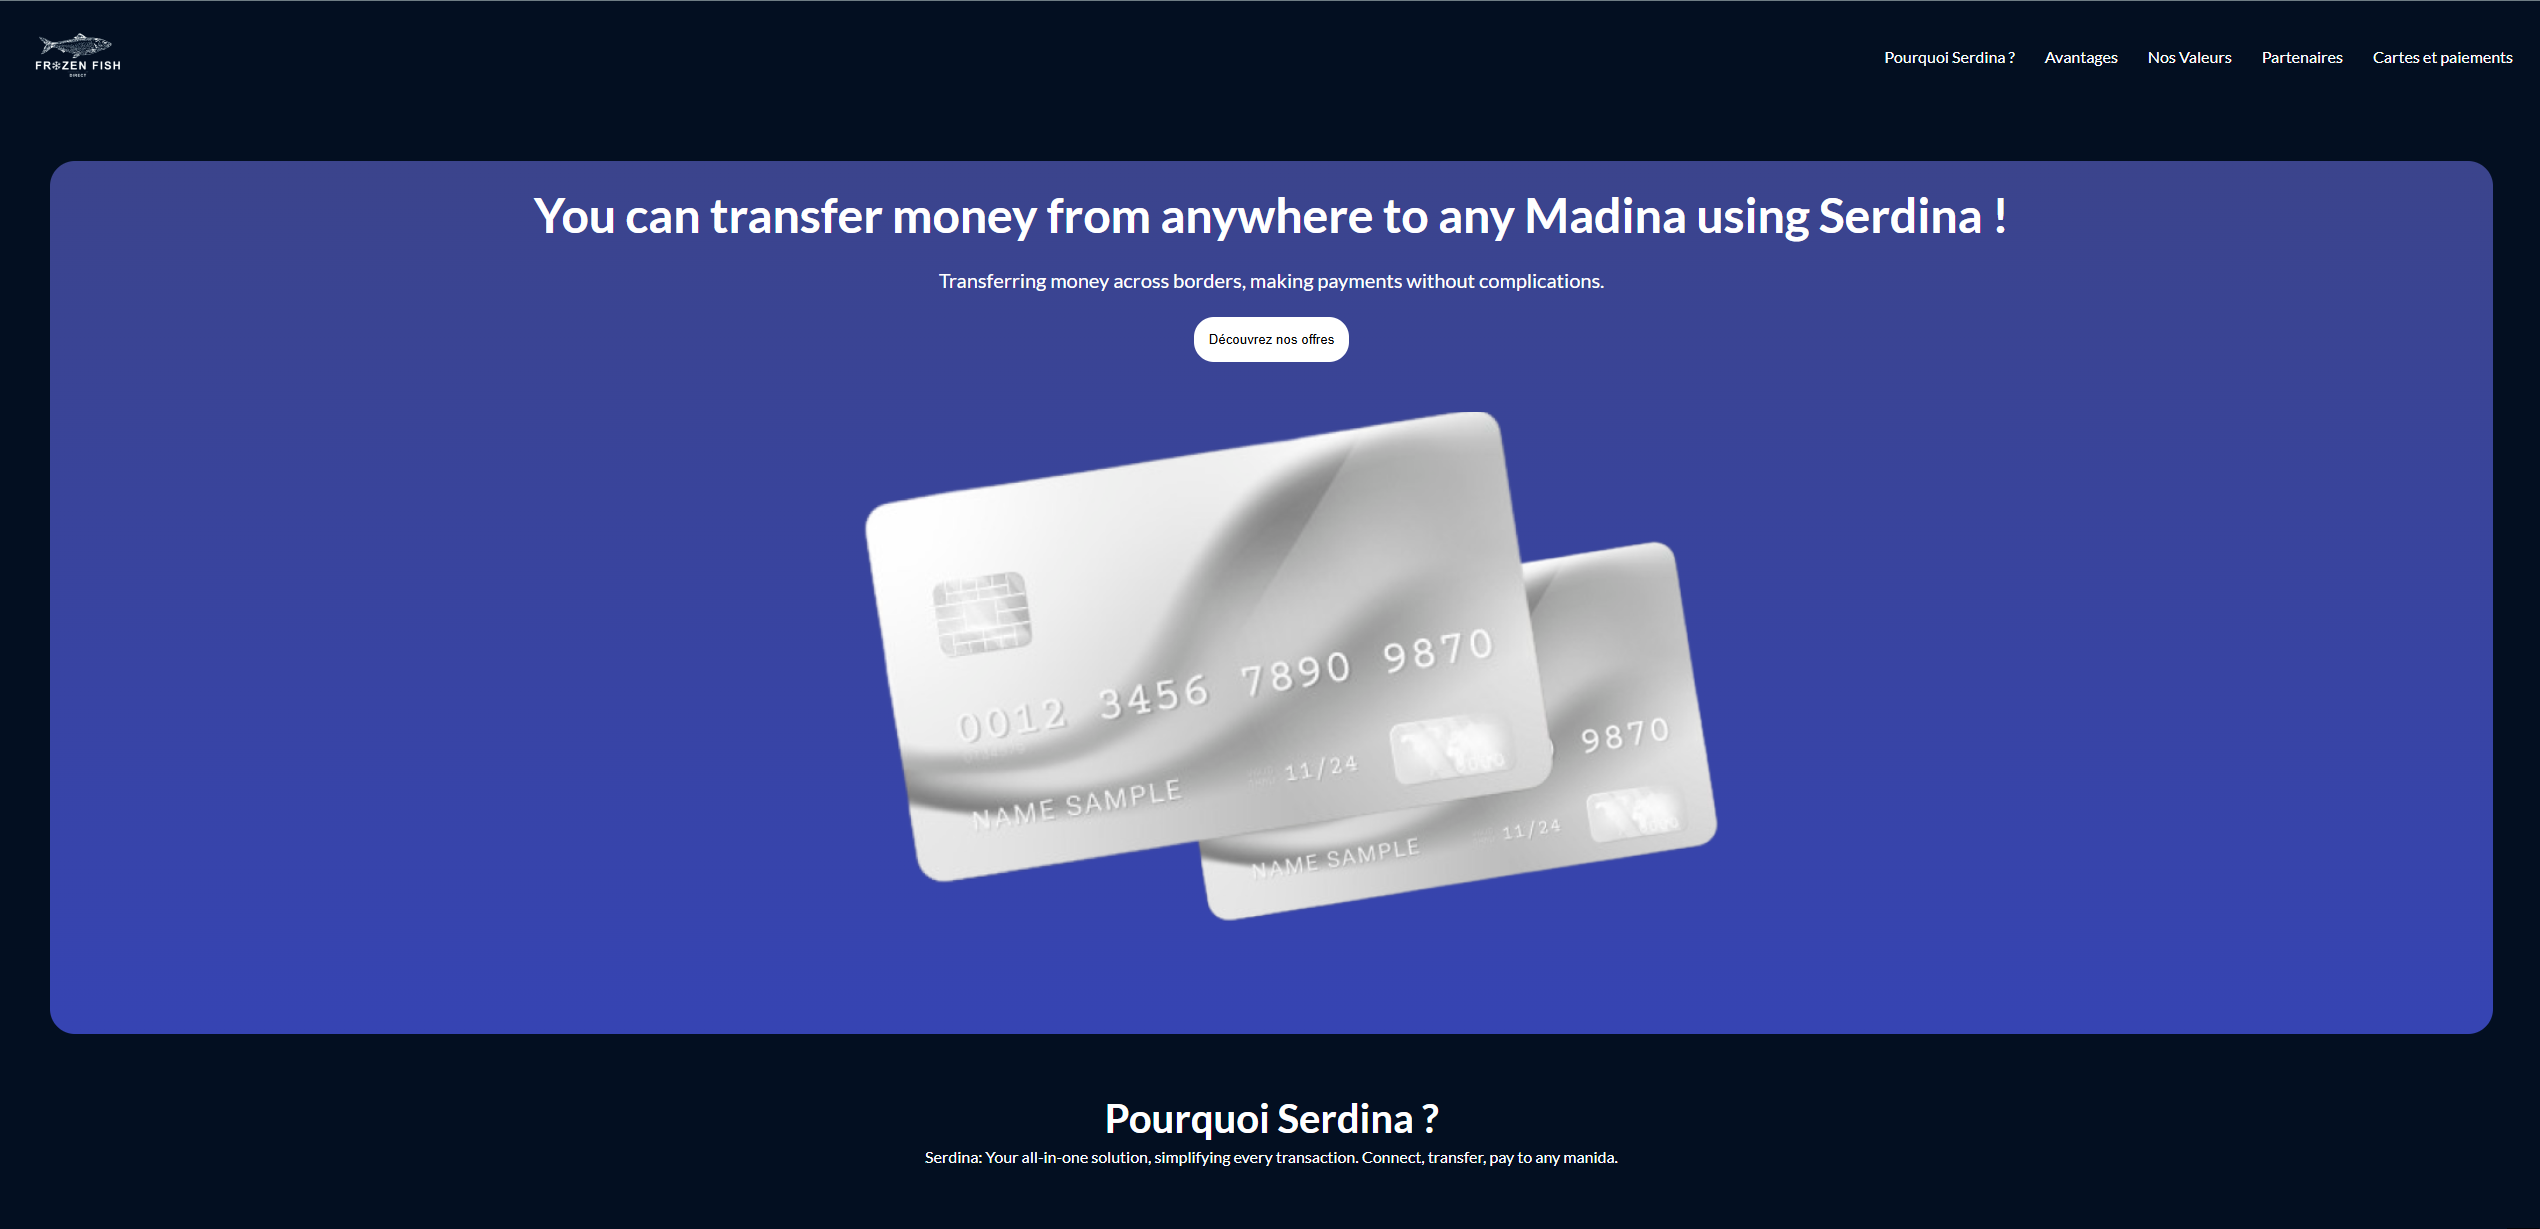 FROZEN FISH
DIRECT
Pourquoi Serdina ? Avantages Nos Valeurs Partenaires Cartes et paiements
You can transfer money from anywhere to any Madina using Serdina !
Transferring money across borders, making payments without complications.
Découvrez nos offres
0012 3456 7890 9870
11/24
NAME SAMPLE
9870
11/24
NAME SAMPLE
Pourquoi Serdina ?
Serdina: Your all-in-one solution, simplifying every transaction. Connect, transfer, pay to any manida.